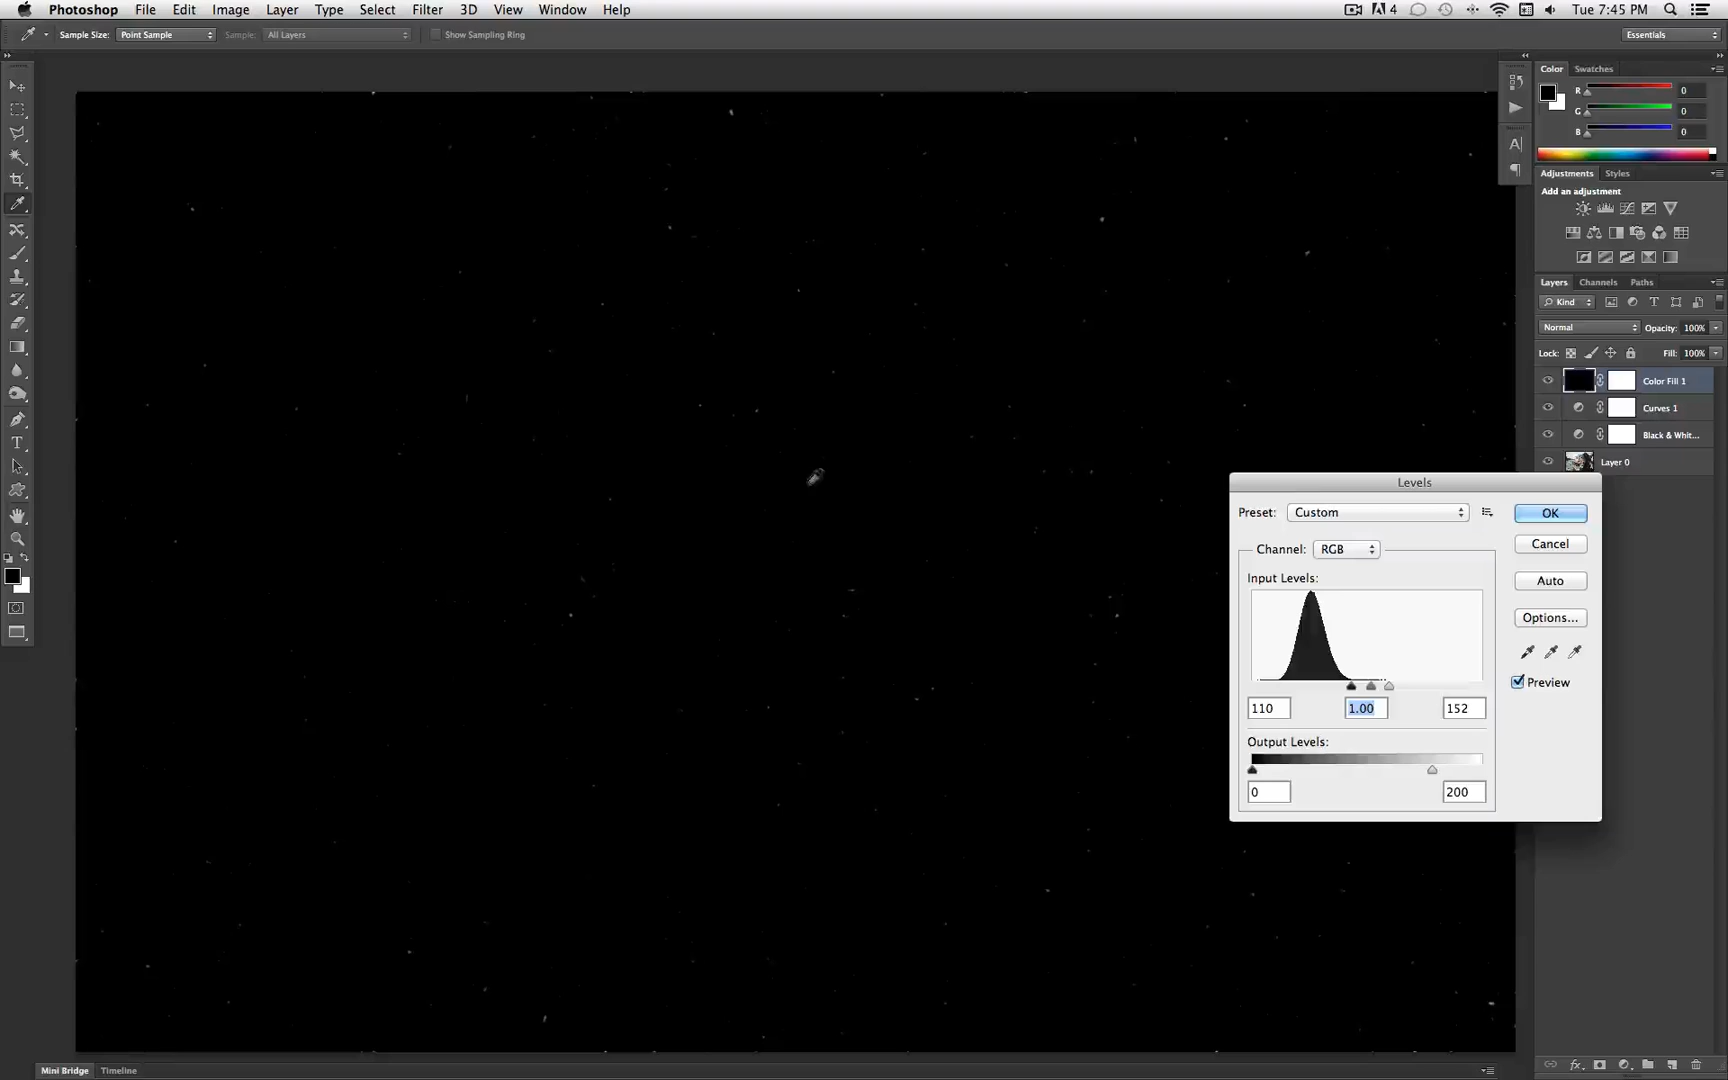 Photoshop File Edit Image Layer Type Select Filter 3D View Window Help 4 Tue 7:45 PM
Sample Size: Point Sample Sample: All Layers Show Sampling Ring Essentials
Color Swatches
R 0
G 0
B 0
Adjustments Styles
Add an adjustment
Layers Channels Paths
Kind
Normal Opacity: 100%
Lock: Fill: 100%
Color Fill 1
Curves 1
Black & Whit...
Layer 0
Levels
Preset: Custom OK
Channel: RGB Cancel
Input Levels: Auto
Options...
Preview
110 1.00 152
Output Levels:
0 200
Mini Bridge Timeline